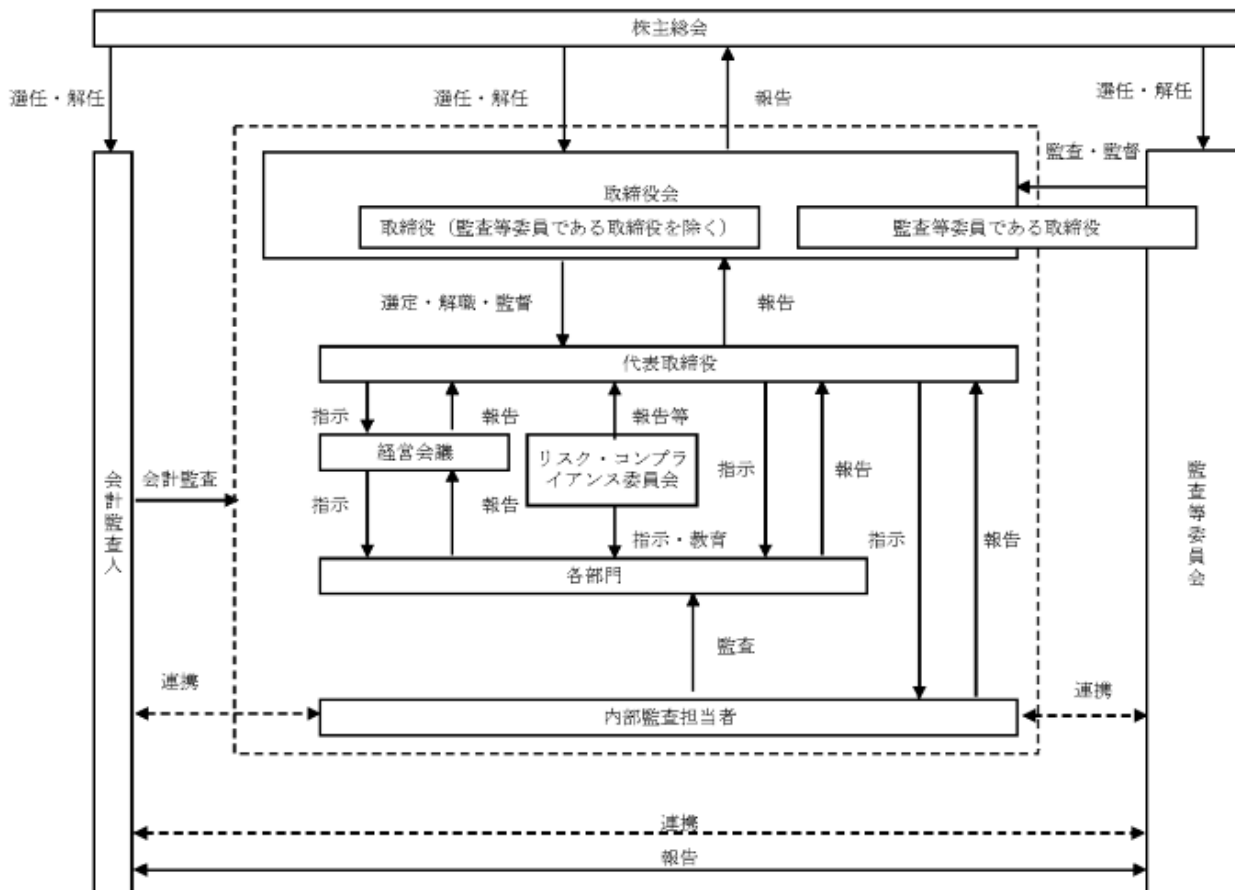 株主総会
選任・解任
選任・解任
報告
選任・解任
監査・監督
取締役会
取締役（監査等委員である取締役を除く）
監査等委員である取締役
選定・解職・監督
報告
代表取締役
指示
報告
報告等
経営会議
リスク・コンプラ
イアンス委員会
指示
報告
会計監査
指示
報告
指示・教育
指示
報告
会計監査人
監査等委員会
各部門
監査
連携
連携
内部監査担当者
連携
報告